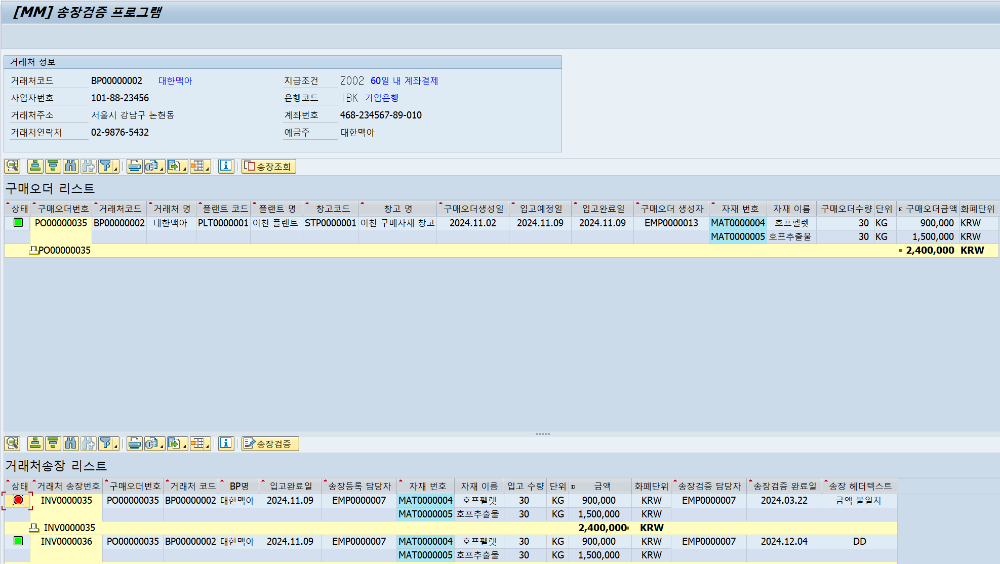 [MM] 송장검증 프로그램
거래처 정보
거래처코드 BP00000002 대한맥아 지급조건 Z002 60일 내 계좌결제
사업자번호 101-88-23456 은행코드 IBK 기업은행
거래처주소 서울시 강남구 논현동 계좌번호 468-234567-89-010
거래처연락처 02-9876-5432 예금주 대한맥아
송장조회
구매오더 리스트
상태 구매오더번호 거래처코드 거래처 명 플랜트 코드 플랜트 명 창고코드 창고 명 구매오더생성일 입고예정일 입고완료일 구매오더 생성자 자재 번호 자재 이름 구매오더수량 단위 구매오더금액 화폐단위
PO00000035 BP00000002 대한맥아 PLT0000001 이천 플랜트 STP0000001 이천 구매자재 창고 2024.11.02 2024.11.09 2024.11.09 EMP0000013 MAT0000004 호프펠렛 30 KG 900,000 KRW
MAT0000005 호프추출물 30 KG 1,500,000 KRW
PO00000035 2,400,000 KRW
송장검증
거래처송장 리스트
상태 거래처 송장번호 구매오더번호 거래처 코드 BP명 입고완료일 송장등록 담당자 자재 번호 자재 이름 입고 수량 단위 금액 화폐단위 송장검증 담당자 송장검증 완료일 송장 헤더텍스트
INV0000035 PO00000035 BP00000002 대한맥아 2024.11.09 EMP0000007 MAT0000004 호프펠렛 30 KG 900,000 KRW EMP0000007 2024.03.22 금액 불일치
MAT0000005 호프추출물 30 KG 1,500,000 KRW
INV0000035 2,400,000 KRW
INV0000036 PO00000035 BP00000002 대한맥아 2024.11.09 EMP0000007 MAT0000004 호프펠렛 30 KG 900,000 KRW EMP0000007 2024.12.04 DD
MAT0000005 호프추출물 30 KG 1,500,000 KRW